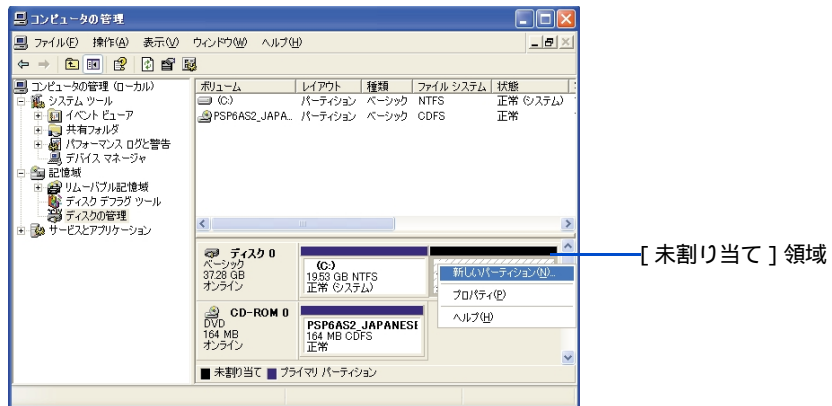 コンピュータの管理
ファイル(F) 操作(A) 表示(V) ウィンドウ(W) ヘルプ(H)
コンピュータの管理 (ローカル)
システム ツール
イベント ビューア
共有フォルダ
パフォーマンス ログと警告
デバイス マネージャ
記憶域
リムーバブル記憶域
ディスク デフラグ ツール
ディスクの管理
サービスとアプリケーション
ボリューム レイアウト 種類 ファイル システム 状態
(C:) パーティション ベーシック NTFS 正常 (システム)
PSP6AS2_JAPA... パーティション ベーシック CDFS 正常
ディスク 0
ベーシック
37.28 GB
オンライン
(C:)
19.53 GB NTFS
正常 (システム)
新しいパーティション(N)...
プロパティ(P)
ヘルプ(H)
[ 未割り当て ] 領域
CD-ROM 0
DVD
164 MB
オンライン
PSP6AS2_JAPANESE
164 MB CDFS
正常
未割り当て プライマリ パーティション